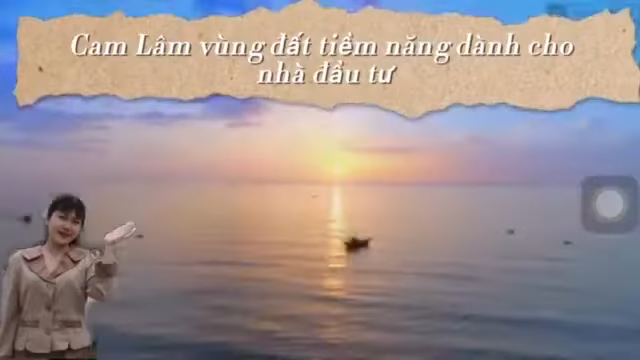 Cam Lâm vùng đất tiềm năng dành cho
nhà đầu tư